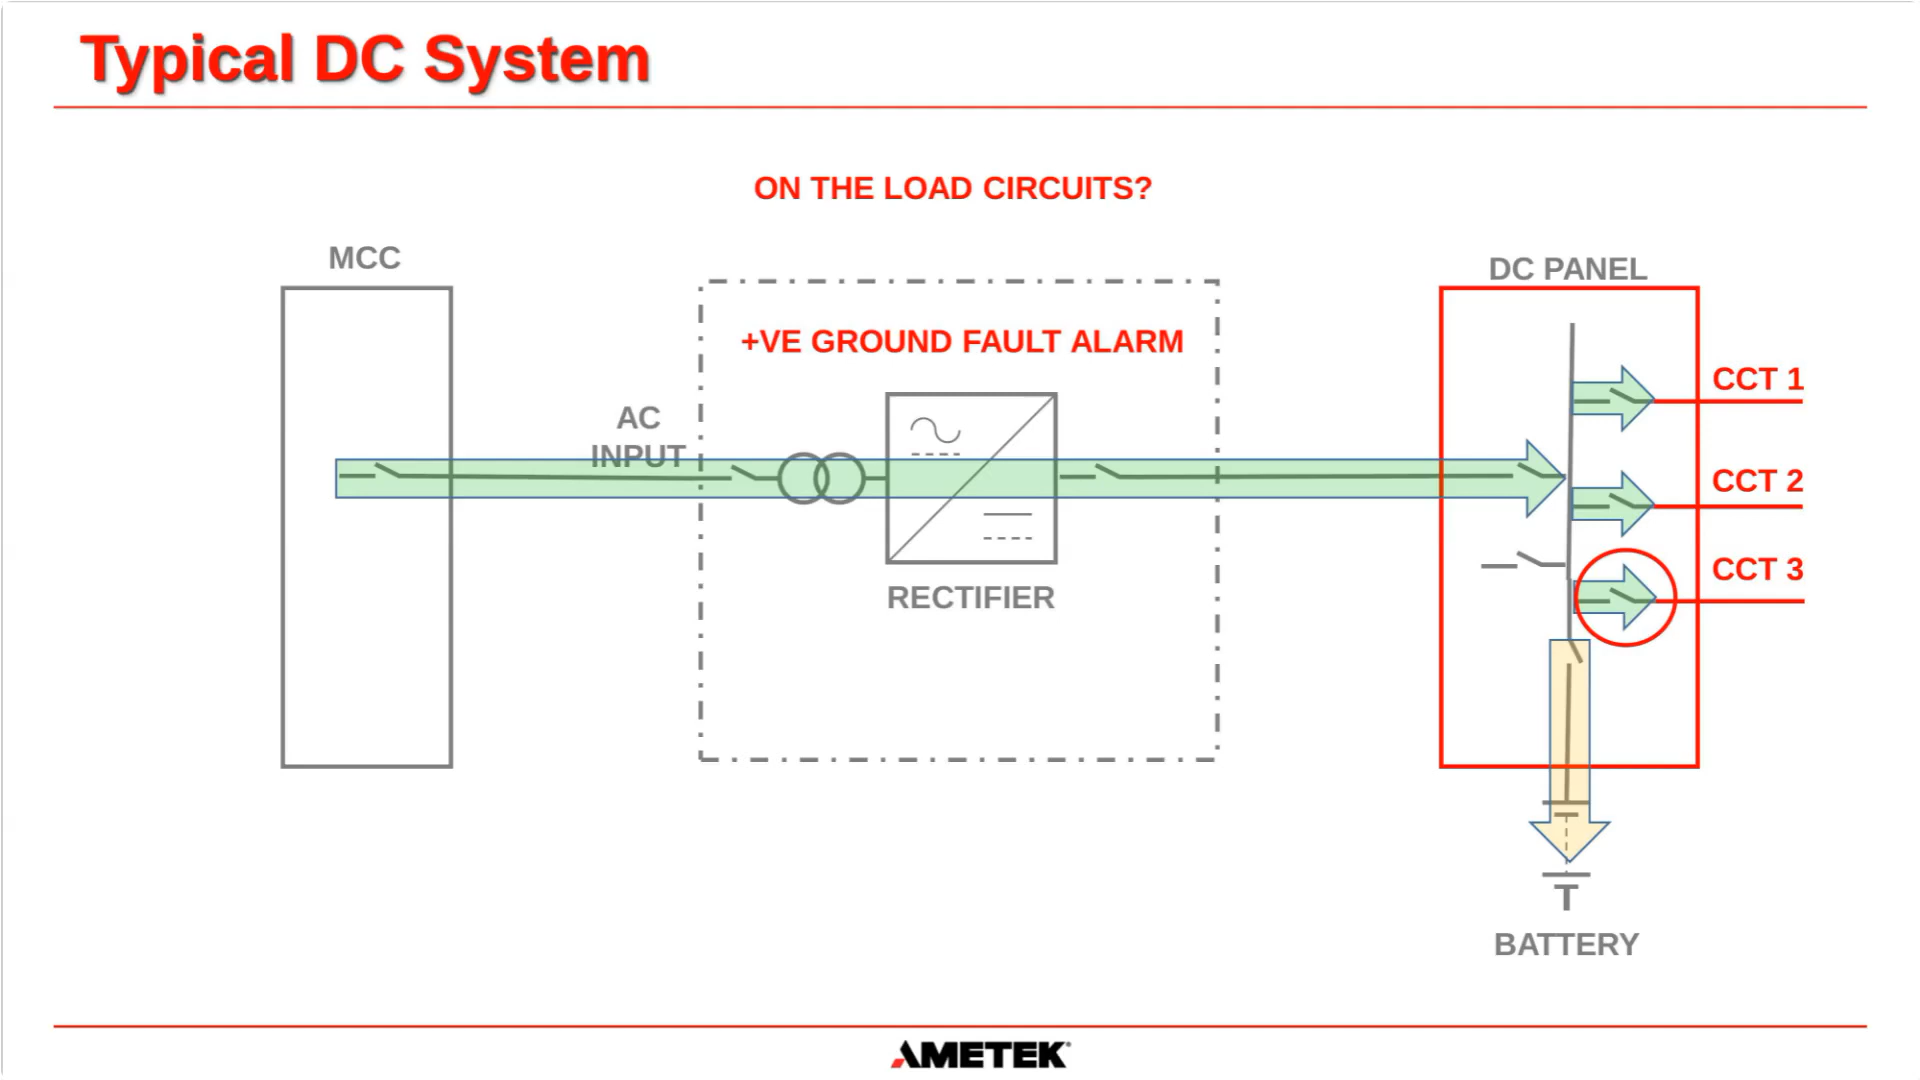 Typical DC System
ON THE LOAD CIRCUITS?
MCC
DC PANEL
+VE GROUND FAULT ALARM
CCT 1
AC
INPUT
CCT 2
CCT 3
RECTIFIER
BATTERY
AMETEK®